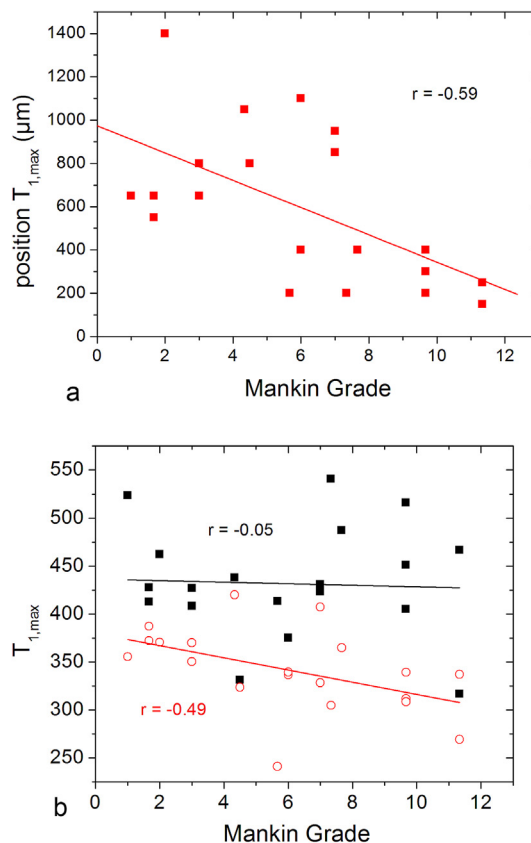 1400
1200
1000
800
600
400
200
0
position T1,max (μm)
r = -0.59
0 2 4 6 8 10 12
Mankin Grade
a
550
500
450
400
350
300
250
T1,max
r = -0.05
r = -0.49
0 2 4 6 8 10 12
Mankin Grade
b